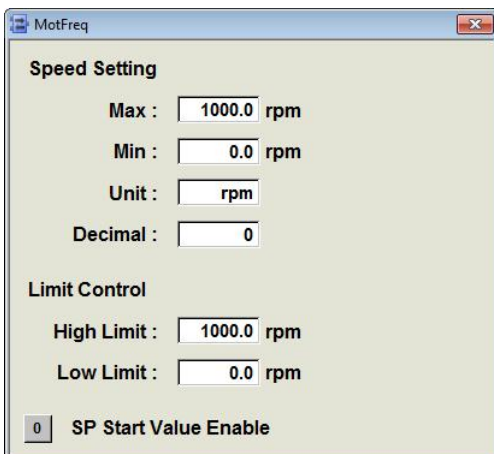 MotFreq
Speed Setting
Max : 1000.0 rpm
Min : 0.0 rpm
Unit : rpm
Decimal : 0
Limit Control
High Limit : 1000.0 rpm
Low Limit : 0.0 rpm
0 SP Start Value Enable